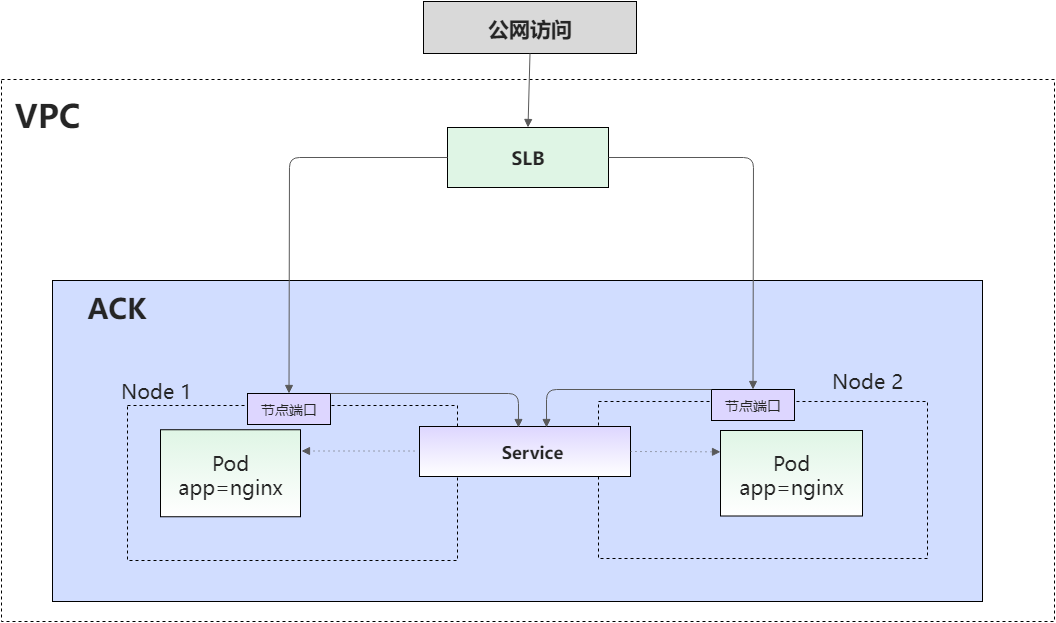 公网访问
VPC
SLB
ACK
Node 1
Node 2
节点端口
节点端口
Service
Pod
app=nginx
Pod
app=nginx